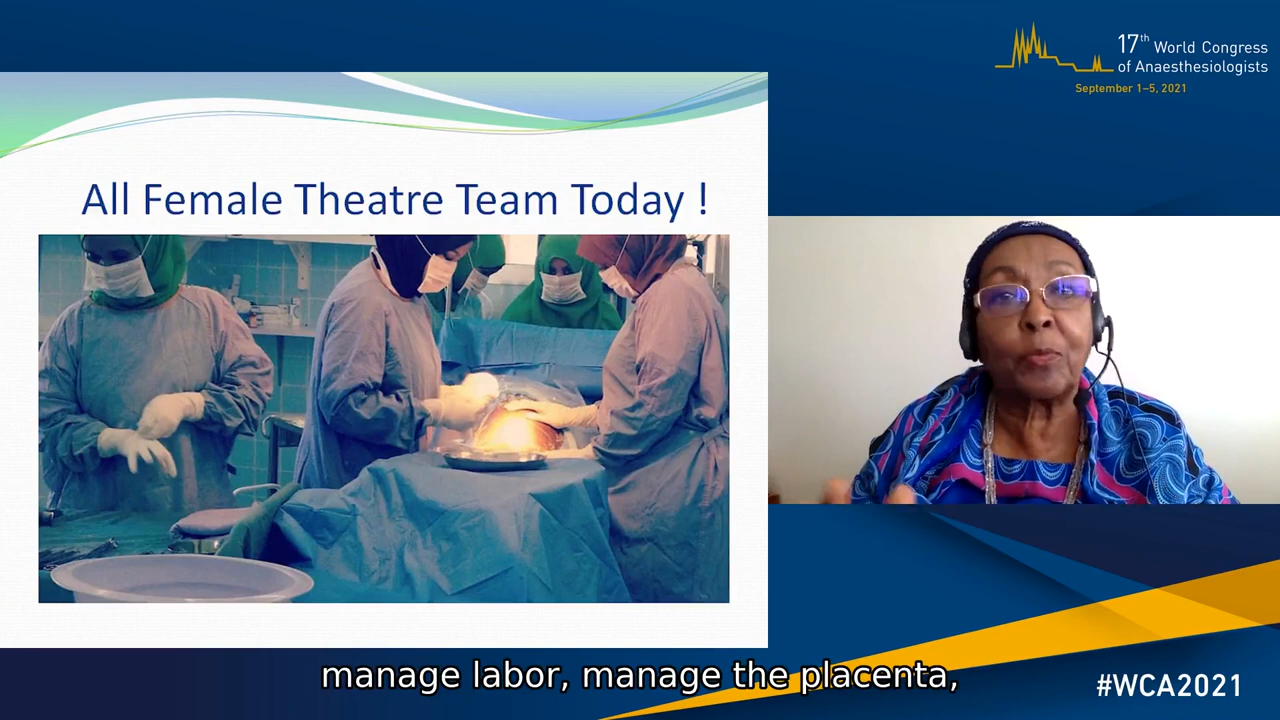 17th World Congress
of Anaesthesiologists
September 1–5, 2021
All Female Theatre Team Today !
manage labor, manage the placenta,
#WCA2021